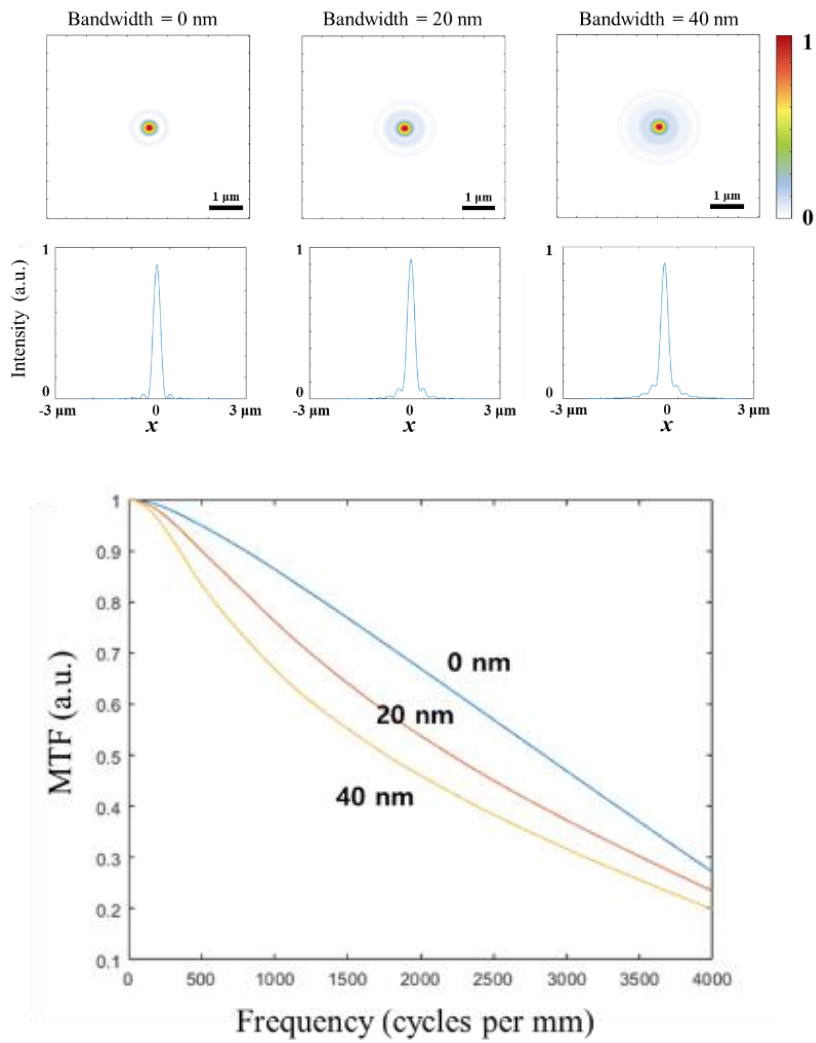 Bandwidth = 0 nm Bandwidth = 20 nm Bandwidth = 40 nm
1
1 μm 1 μm 1 μm
0
1 1 1
Intensity (a.u.)
0 0 0
-3 μm 0 3 μm -3 μm 0 3 μm -3 μm 0 3 μm
x x x
1
0.9
0.8
0.7
0.6
0.5
0.4
0.3
0.2
0.1
MTF (a.u.)
0 nm
20 nm
40 nm
0 500 1000 1500 2000 2500 3000 3500 4000
Frequency (cycles per mm)